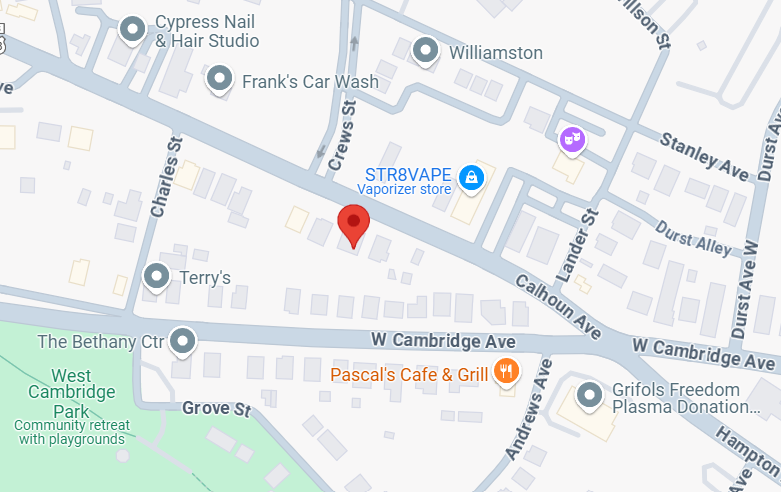 Cypress Nail
& Hair Studio
Williamston
Frank's Car Wash
Crews St
Stanley Ave
STR8VAPE
Vaporizer store
Charles St
Lander St
Durst Alley
Durst Ave W
Terry's
Calhoun Ave
The Bethany Ctr
W Cambridge Ave
W Cambridge Ave
West
Cambridge
Park
Community retreat
with playgrounds
Pascal's Cafe & Grill
Grifols Freedom
Plasma Donation...
Grove St
Andrews Ave
Hampton
Ave